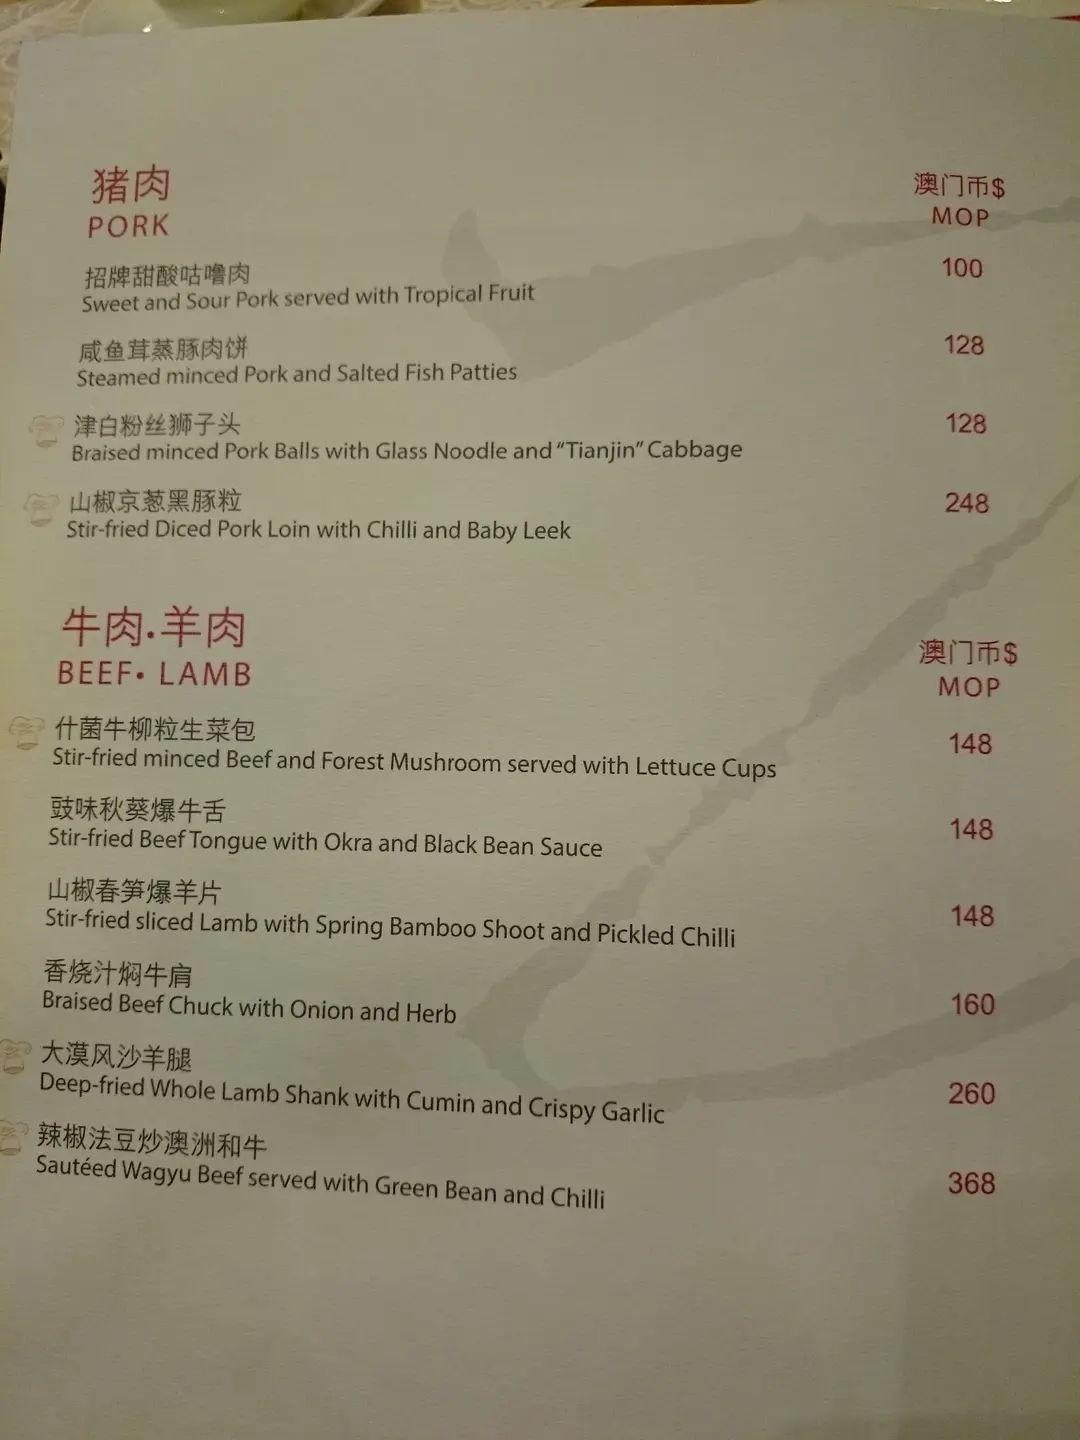 猪肉
PORK
澳门币$
MOP
招牌甜酸咕噜肉
Sweet and Sour Pork served with Tropical Fruit
100
咸鱼茸蒸豚肉饼
Steamed minced Pork and Salted Fish Patties
128
津白粉丝狮子头
Braised minced Pork Balls with Glass Noodle and “Tianjin” Cabbage
128
山椒京葱黑豚粒
Stir-fried Diced Pork Loin with Chilli and Baby Leek
248
牛肉·羊肉
BEEF· LAMB
澳门币$
MOP
什菌牛柳粒生菜包
Stir-fried minced Beef and Forest Mushroom served with Lettuce Cups
148
豉味秋葵爆牛舌
Stir-fried Beef Tongue with Okra and Black Bean Sauce
148
山椒春笋爆羊片
Stir-fried sliced Lamb with Spring Bamboo Shoot and Pickled Chilli
148
香烧汁焖牛肩
Braised Beef Chuck with Onion and Herb
160
大漠风沙羊腿
Deep-fried Whole Lamb Shank with Cumin and Crispy Garlic
260
辣椒法豆炒澳洲和牛
Sautéed Wagyu Beef served with Green Bean and Chilli
368